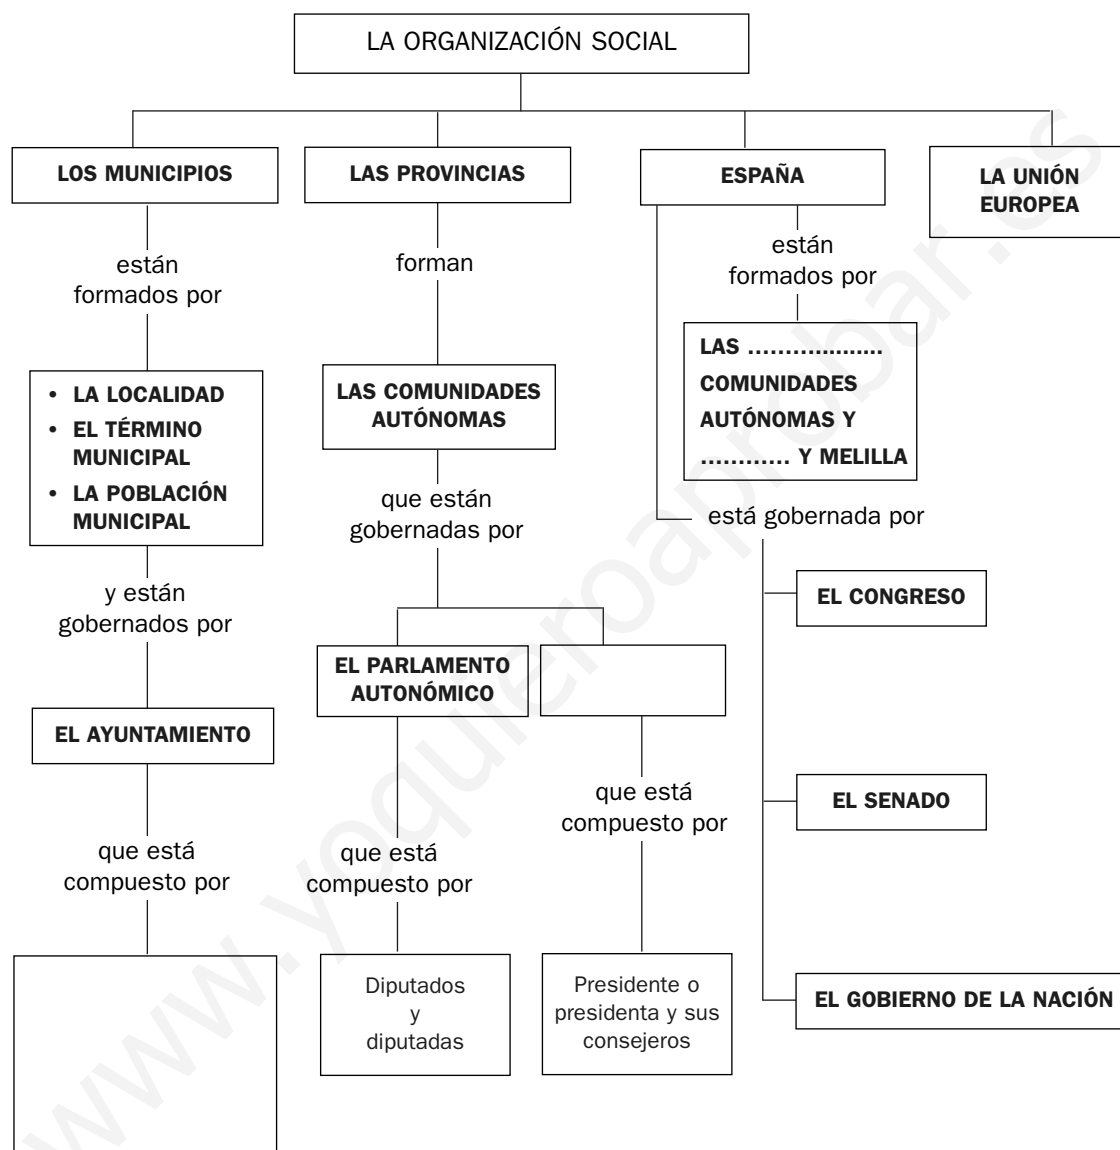 LA ORGANIZACIÓN SOCIAL
LOS MUNICIPIOS
están
formados por
• LA LOCALIDAD
• EL TÉRMINO
MUNICIPAL
• LA POBLACIÓN
MUNICIPAL
y están
gobernados por
EL AYUNTAMIENTO
que está
compuesto por
LAS PROVINCIAS
forman
LAS COMUNIDADES
AUTÓNOMAS
que están
gobernadas por
EL PARLAMENTO
AUTONÓMICO
que está
compuesto por
Diputados
y
diputadas
que está
compuesto por
Presidente o
presidenta y sus
consejeros
ESPAÑA
están
formados por
LAS ....................
COMUNIDADES
AUTÓNOMAS Y
............ Y MELILLA
está gobernada por
EL CONGRESO
EL SENADO
EL GOBIERNO DE LA NACIÓN
LA UNIÓN
EUROPEA
www.yoquieroaprobar.es